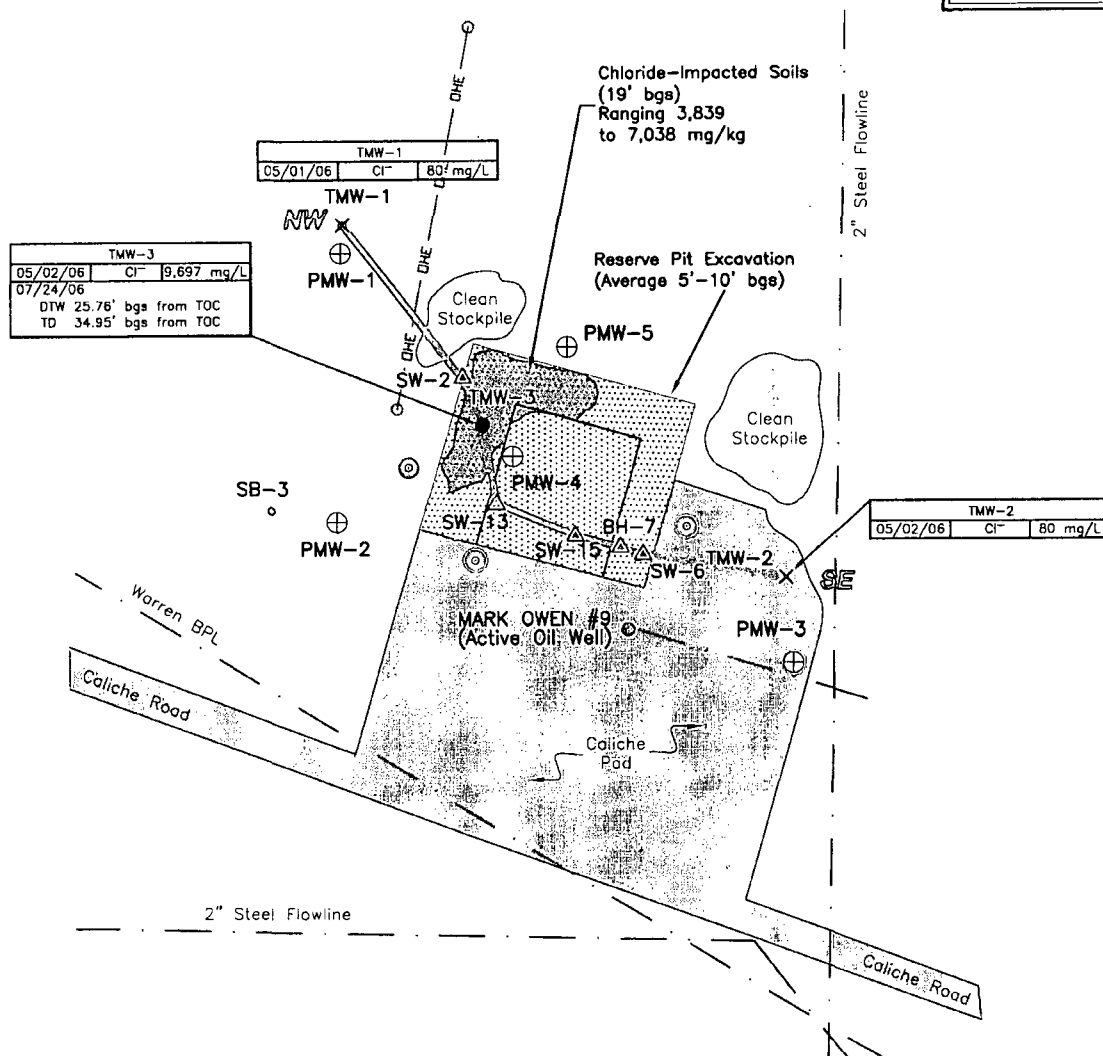 Chloride-Impacted Soils
(19' bgs)
Ranging 3,839
to 7,038 mg/kg
OHE
2" Steel Flowline
TMW-1
05/01/06 Cl⁻ 80 mg/L
TMW-1
NW
OHE
PMW-1
TMW-3
05/02/06 Cl⁻ 9,697 mg/L
07/24/06
DTW 25.76' bgs from TOC
TD 34.95' bgs from TOC
Reserve Pit Excavation
(Average 5'-10' bgs)
Clean
Stockpile
PMW-5
OHE
SW-2
TMW-3
Clean
Stockpile
PMW-4
SB-3
PMW-2
SW-13
SW-15
BH-7
SW-6
TMW-2
TMW-2
05/02/06 Cl⁻ 80 mg/L
SE
MARK OWEN #9
(Active Oil Well)
PMW-3
Warren BPL
Caliche Road
Caliche
Pad
2" Steel Flowline
Caliche Road